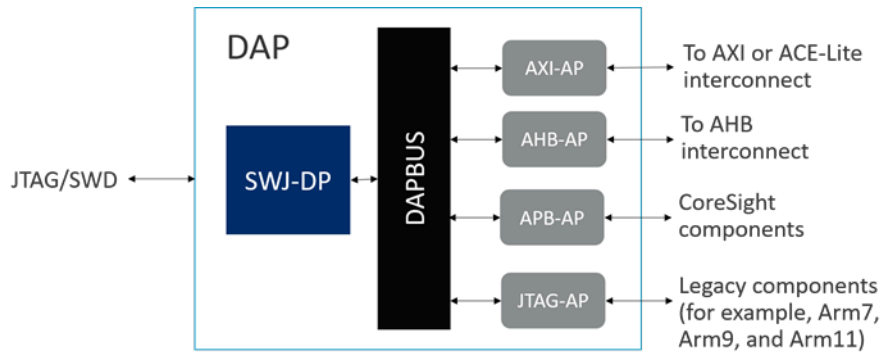 DAP
JTAG/SWD
SWJ-DP
DAPBUS
AXI-AP
To AXI or ACE-Lite
interconnect
AHB-AP
To AHB
interconnect
APB-AP
CoreSight
components
JTAG-AP
Legacy components
(for example, Arm7,
Arm9, and Arm11)